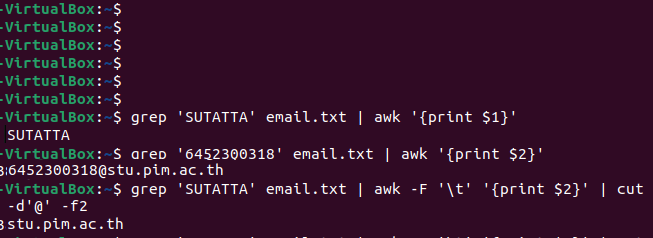 -VirtualBox:~$
-VirtualBox:~$
-VirtualBox:~$
-VirtualBox:~$
-VirtualBox:~$
-VirtualBox:~$
-VirtualBox:~$ grep 'SUTATTA' email.txt | awk '{print $1}'
SUTATTA
-VirtualBox:~$ grep '6452300318' email.txt | awk '{print $2}'
6452300318@stu.pim.ac.th
-VirtualBox:~$ grep 'SUTATTA' email.txt | awk -F '\t' '{print $2}' | cut
-d'@' -f2
stu.pim.ac.th